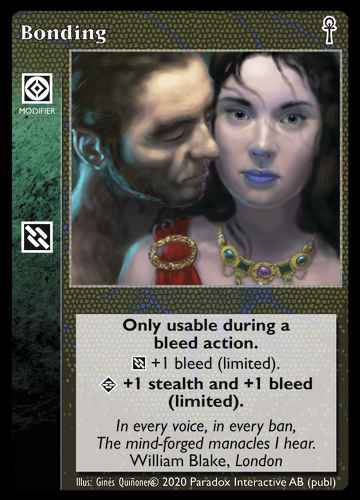 Bonding
MODIFIER
Only usable during a
bleed action.
+1 bleed (limited).
+1 stealth and +1 bleed
(limited).
In every voice, in every ban,
The mind-forged manacles I hear.
William Blake, London
Illus: Ginés Quiñonero © 2020 Paradox Interactive AB (publ)